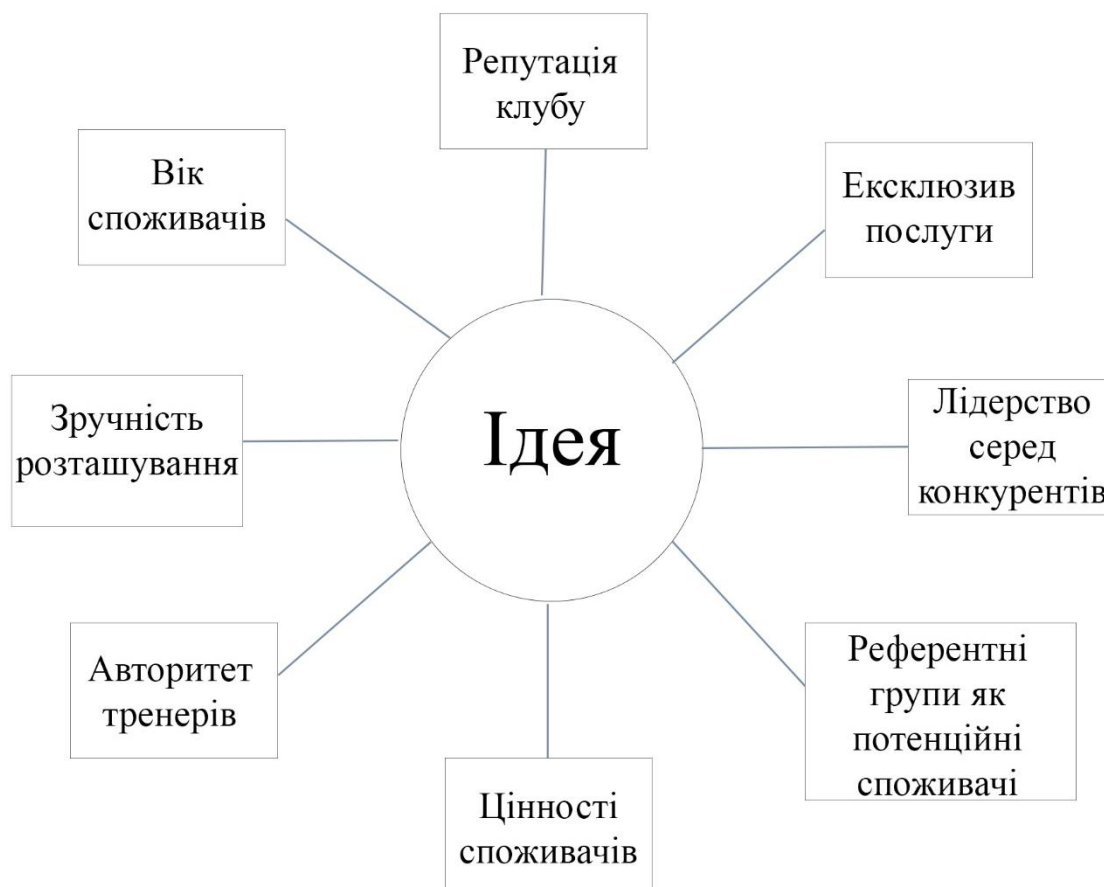 Репутація
клубу
Вік
споживачів
Ексклюзив
послуги
Зручність
розташування
Ідея
Лідерство
серед
конкурентів
Авторитет
тренерів
Референтні
групи як
потенційні
споживачі
Цінності
споживачів